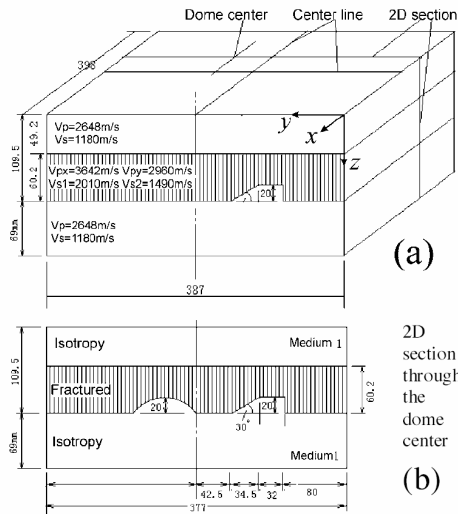 Dome center
Center line
2D section
396
y
x
z
109.5
49.2
60.2
69mm
Vp=2648m/s
Vs=1180m/s
Vpx=3642m/s Vpy=2960m/s
Vs1=2010m/s Vs2=1490m/s
20
Vp=2648m/s
Vs=1180m/s
(a)
387
109.5
69mm
Isotropy
Medium 1
Fractured
20
20
30°
60.2
Isotropy
Medium1
42.5
34.5
32
80
377
2D
section
through
the
dome
center
(b)